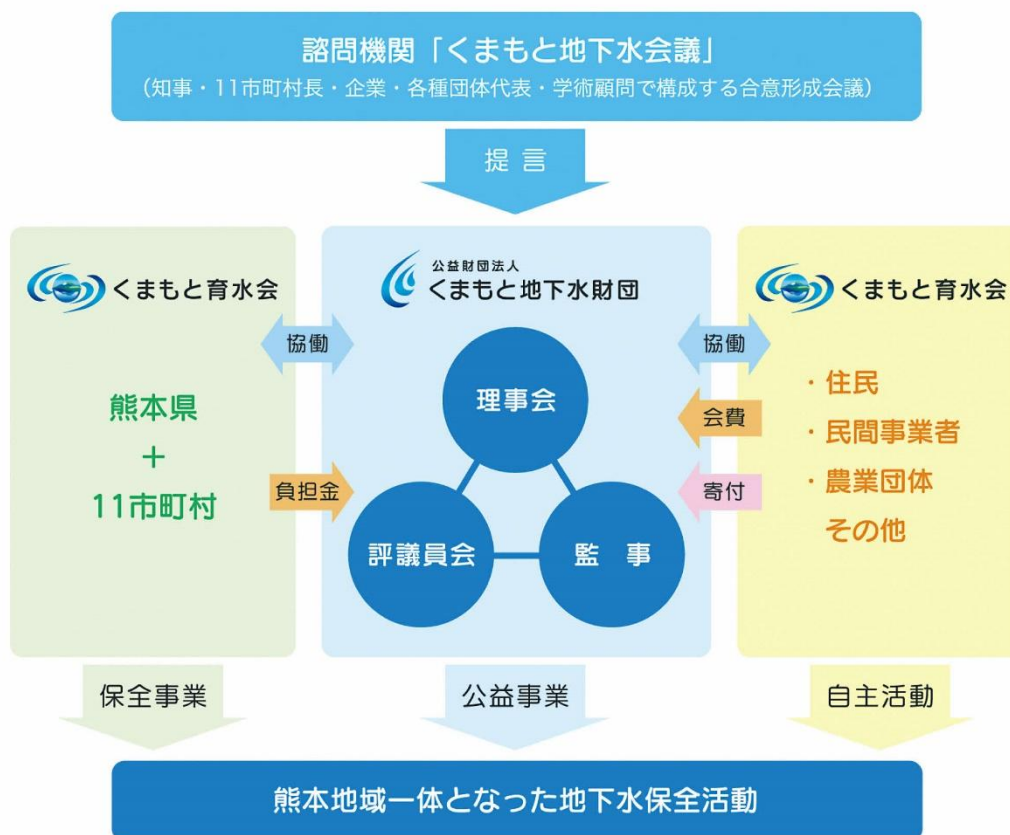 諮問機関「くまもと地下水会議」
(知事・11市町村長・企業・各種団体代表・学術顧問で構成する合意形成会議)
提言
くまもと育水会
協働
熊本県
+
11市町村
負担金
公益財団法人
くまもと地下水財団
理事会
評議員会
監事
くまもと育水会
協働
会費
寄付
・住民
・民間事業者
・農業団体
その他
保全事業
公益事業
自主活動
熊本地域一体となった地下水保全活動